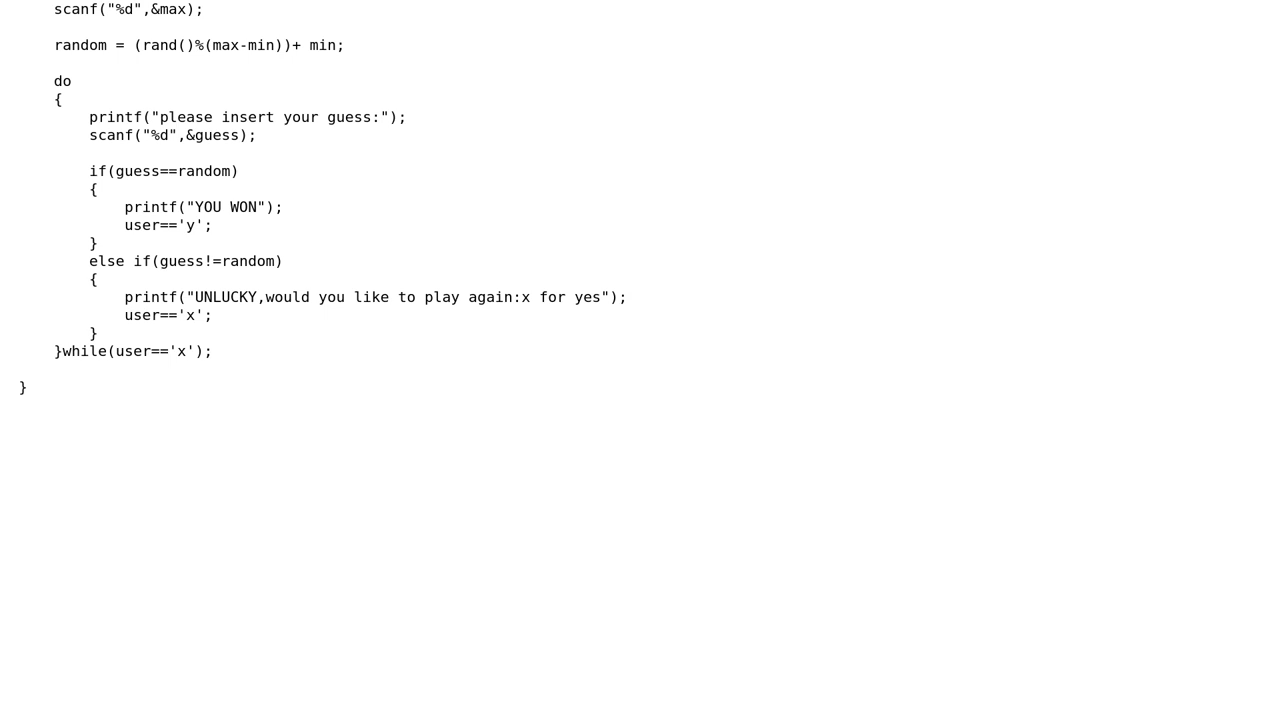 scanf("%d",&max);
random = (rand()%(max-min))+ min;
do
{
printf("please insert your guess:");
scanf("%d",&guess);
if(guess==random)
{
printf("YOU WON");
user=='y';
}
else if(guess!=random)
{
printf("UNLUCKY,would you like to play again:x for yes");
user=='x';
}
}while(user=='x');
}